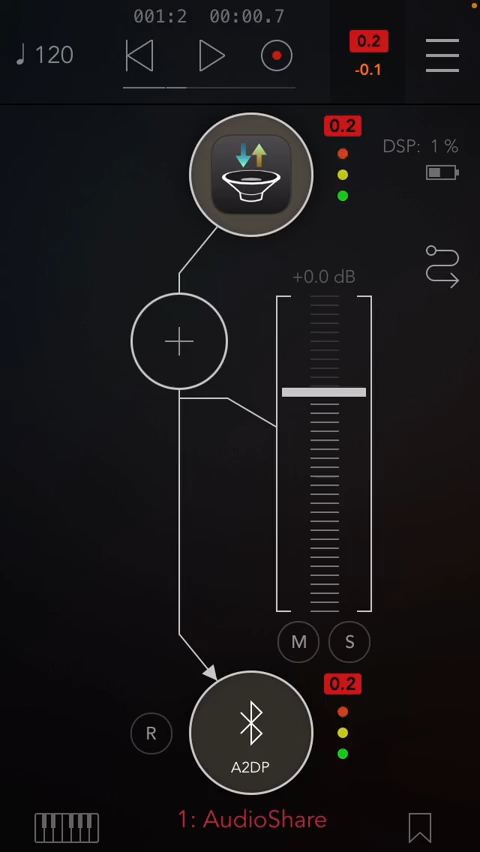 001:2 00:00.7
120
0.2
-0.1
0.2
DSP: 1 %
+0.0 dB
M S
0.2
R
A2DP
1: AudioShare